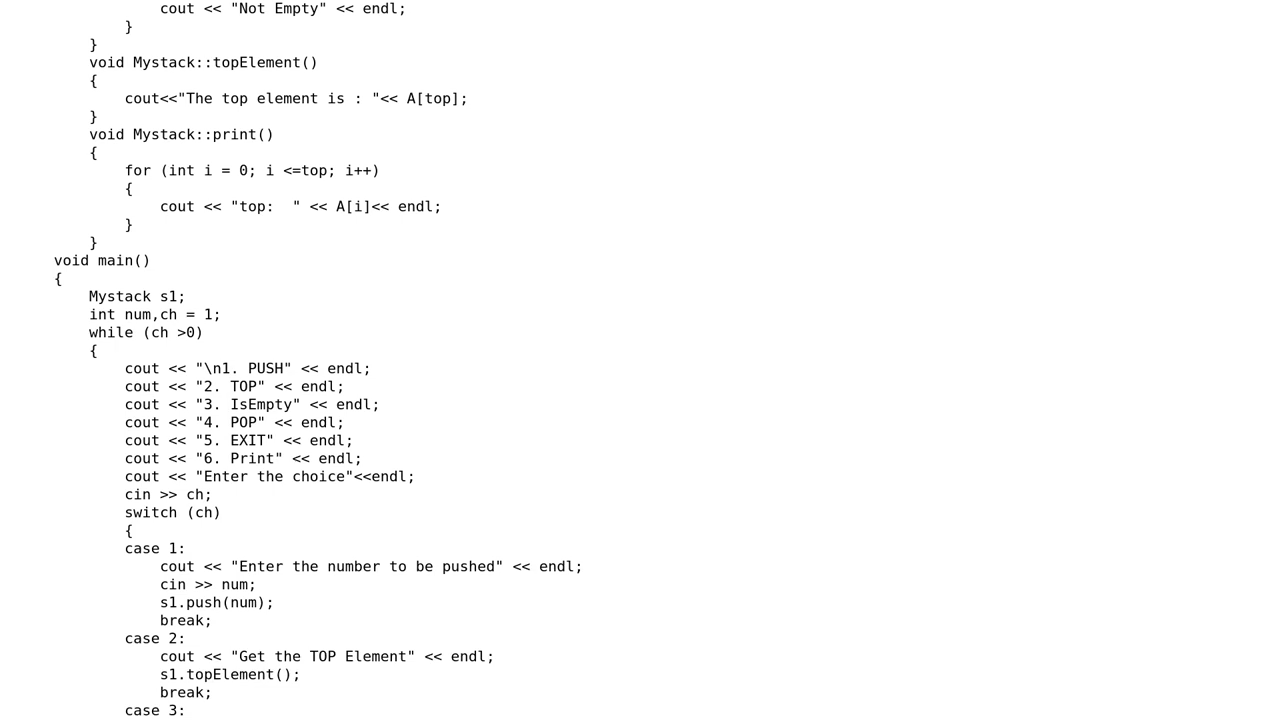 cout << "Not Empty" << endl;
}
}
void Mystack::topElement()
{
cout<<"The top element is : "<< A[top];
}
void Mystack::print()
{
for (int i = 0; i <=top; i++)
{
cout << "top:  " << A[i]<< endl;
}
}
void main()
{
Mystack s1;
int num,ch = 1;
while (ch >0)
{
cout << "\n1. PUSH" << endl;
cout << "2. TOP" << endl;
cout << "3. IsEmpty" << endl;
cout << "4. POP" << endl;
cout << "5. EXIT" << endl;
cout << "6. Print" << endl;
cout << "Enter the choice"<<endl;
cin >> ch;
switch (ch)
{
case 1:
cout << "Enter the number to be pushed" << endl;
cin >> num;
s1.push(num);
break;
case 2:
cout << "Get the TOP Element" << endl;
s1.topElement();
break;
case 3: